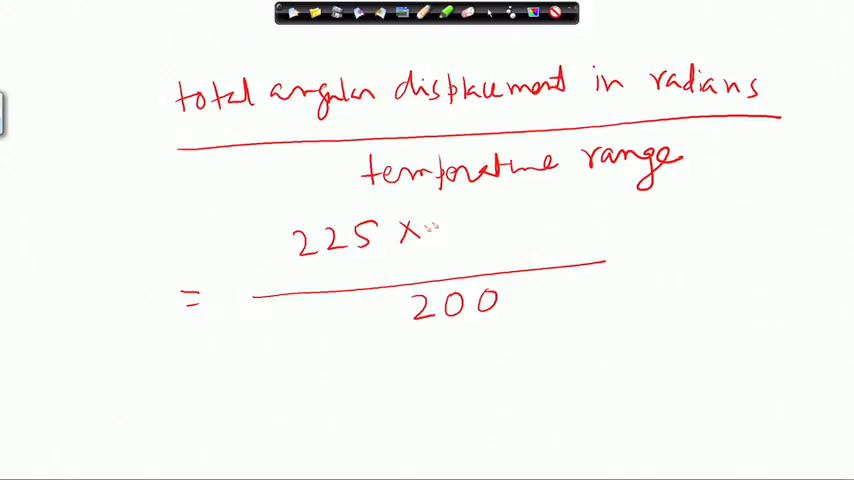 total angular displacement in radians
temperature range
225 ×
=
200